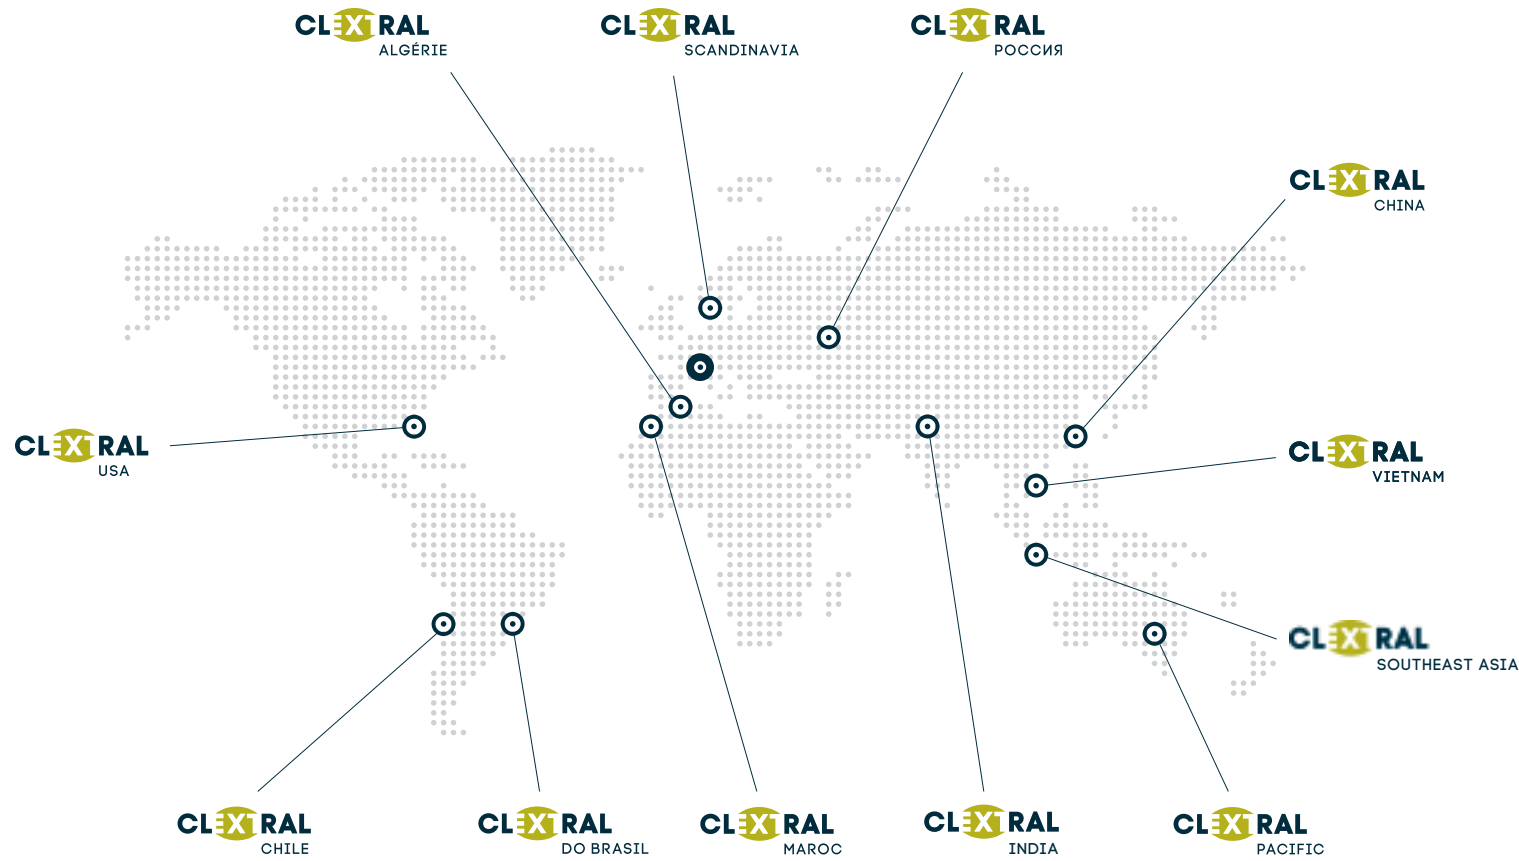 CLEXTRAL
ALGÉRIE
CLEXTRAL
SCANDINAVIA
CLEXTRAL
РОССИЯ
CLEXTRAL
CHINA
CLEXTRAL
USA
CLEXTRAL
VIETNAM
CLEXTRAL
SOUTHEAST ASIA
CLEXTRAL
CHILE
CLEXTRAL
DO BRASIL
CLEXTRAL
MAROC
CLEXTRAL
INDIA
CLEXTRAL
PACIFIC